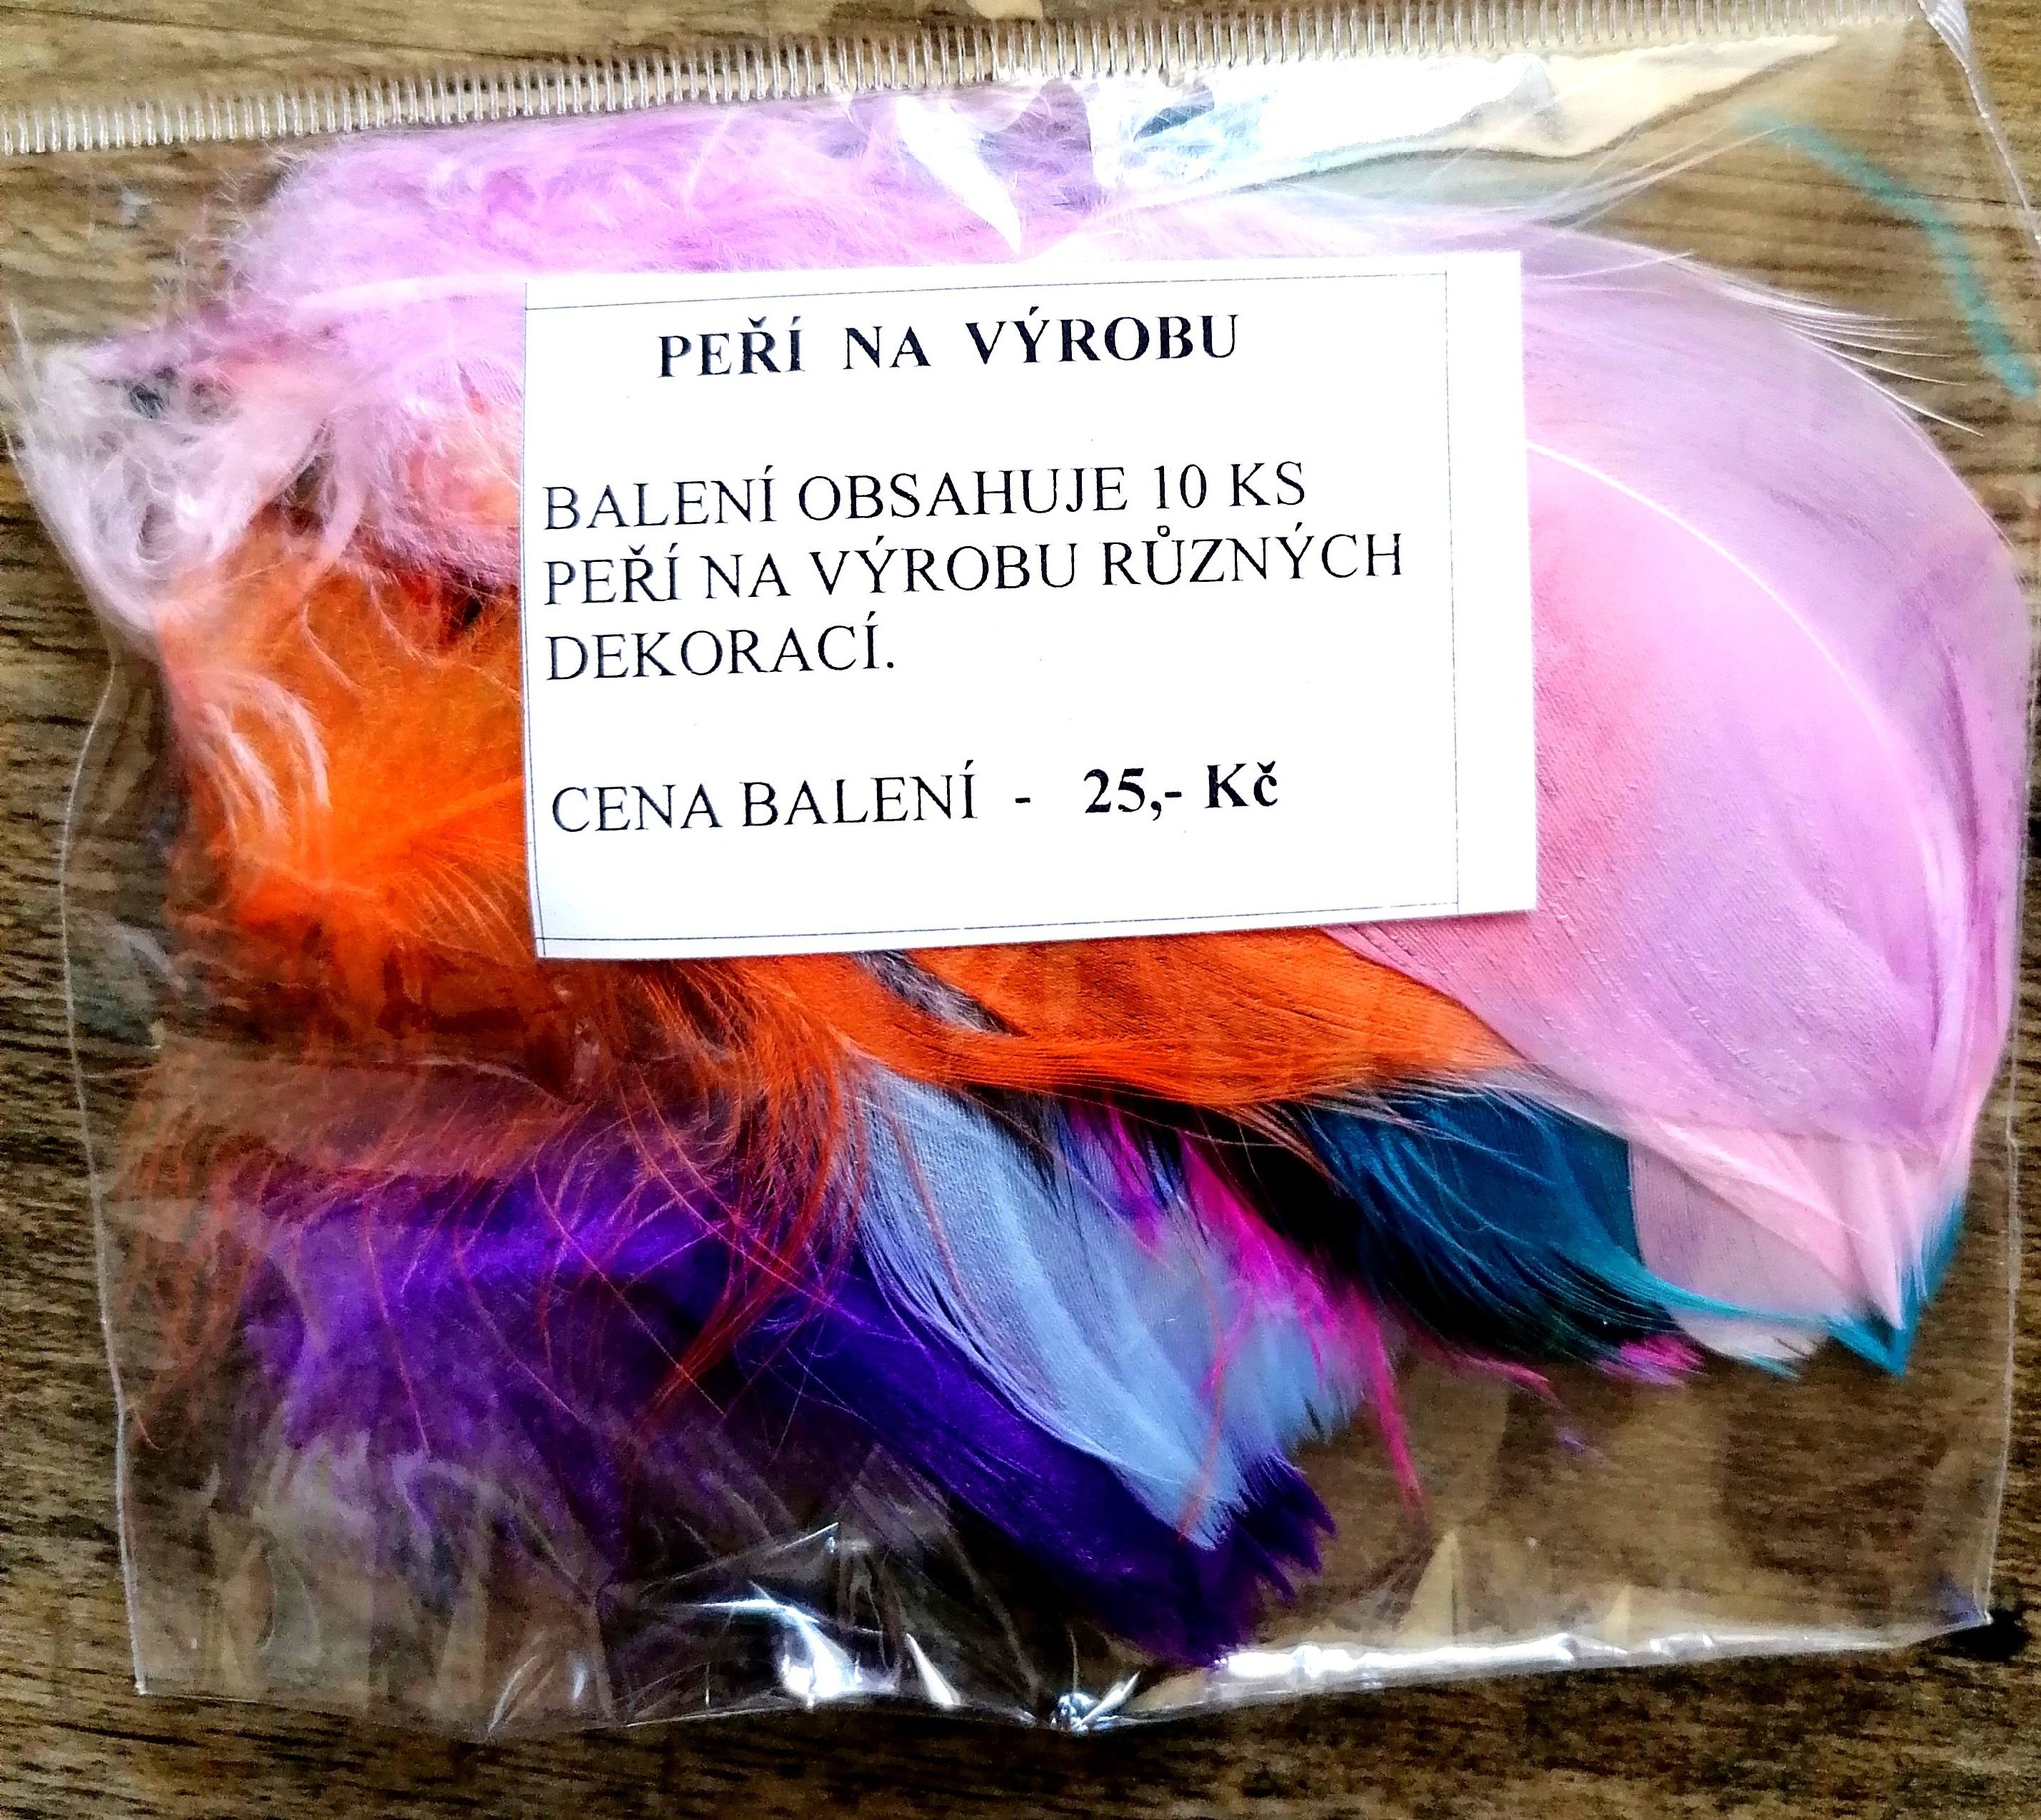 PEŘÍ NA VÝROBU
BALENÍ OBSAHUJE 10 KS
PEŘÍ NA VÝROBU RŮZNÝCH
DEKORACÍ.
CENA BALENÍ - 25,- Kč